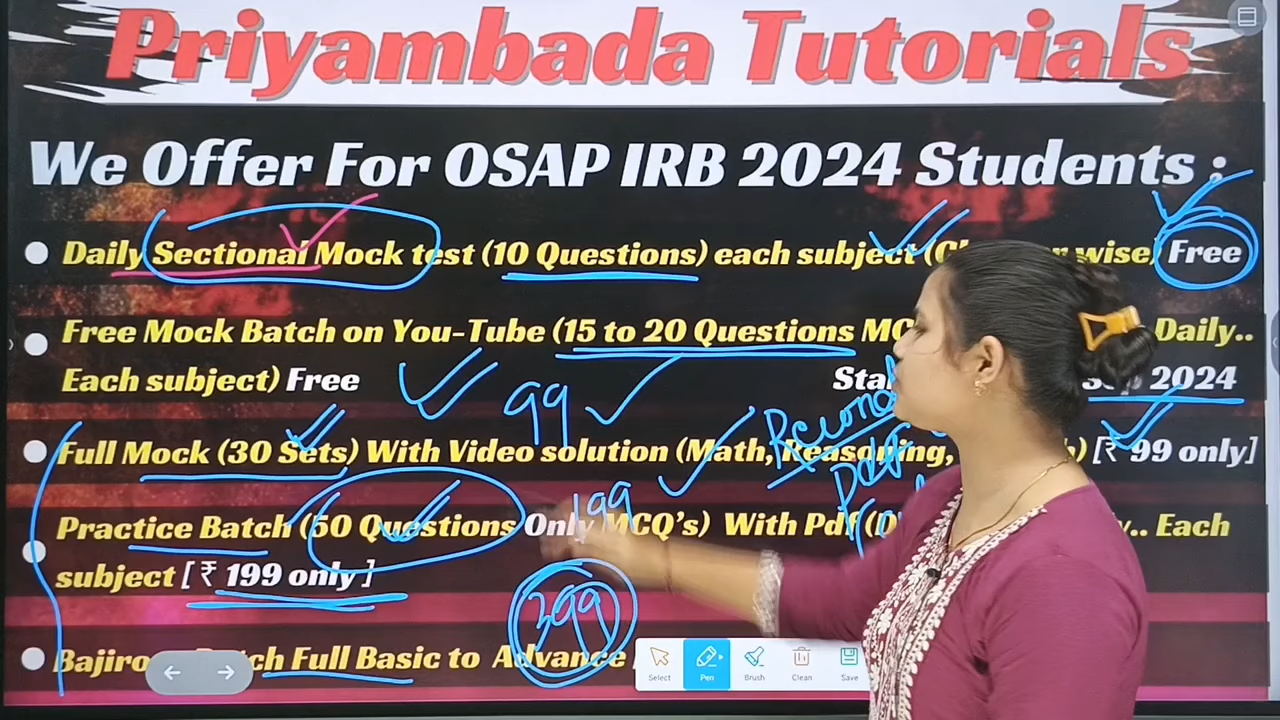 Priyambada Tutorials
We Offer For OSAP IRB 2024 Students :
Daily Sectional Mock test (10 Questions) each subject wise) Free
Free Mock Batch on You-Tube (15 to 20 Questions Daily..
Each subject) Free 2024
99
Full Mock (30 Sets) With Video solution (Math, Reasoning, [₹ 99 only]
199
Practice Batch (50 Questions Only MCQ's) With Pdf Each
subject [₹ 199 only]
399
Batch Full Basic to Advance
Select Pen Brush Clean Save